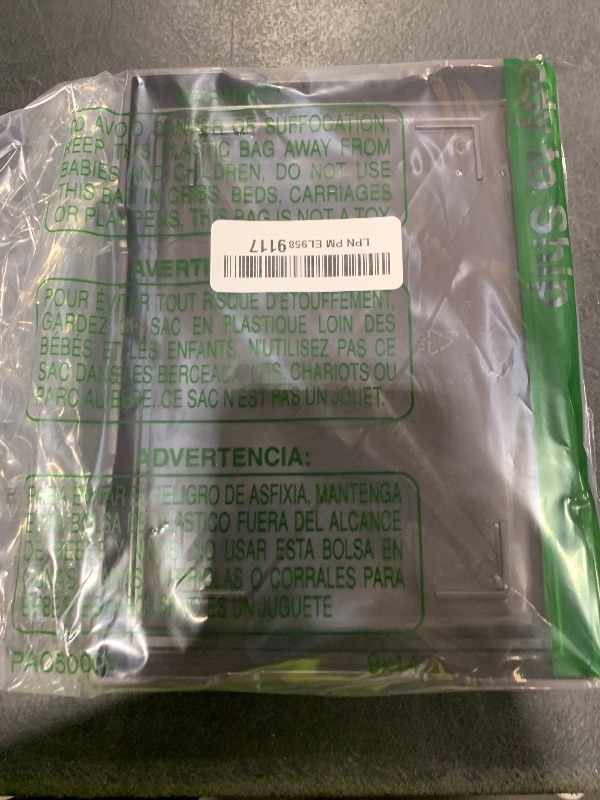 TO AVOID DANGER OF SUFFOCATION,
KEEP THIS PLASTIC BAG AWAY FROM
BABIES AND CHILDREN. DO NOT USE
THIS BAG IN CRIBS, BEDS, CARRIAGES
OR PLAYPENS. THIS BAG IS NOT A TOY
LPN PM EL958 9117
POUR ÉVITER TOUT RISQUE D'ÉTOUFFEMENT,
GARDEZ CE SAC EN PLASTIQUE LOIN DES
BÉBÉS ET LES ENFANTS. N'UTILISEZ PAS CE
SAC DANS LES BERCEAUX, LITS, CHARIOTS OU
PARC AU BÉBÉ. CE SAC N'EST PAS UN JOUET.
ADVERTENCIA:
PARA EVITAR PELIGRO DE ASFIXIA, MANTENGA
ESTA BOLSA DE PLASTICO FUERA DEL ALCANCE
DE BEBES Y NIÑOS. NO USAR ESTA BOLSA EN
CUNAS, CAMAS, CARRIOLAS O CORRALES PARA
BEBES. ESTA BOLSA NO ES UN JUGUETE
9x14
to Ship